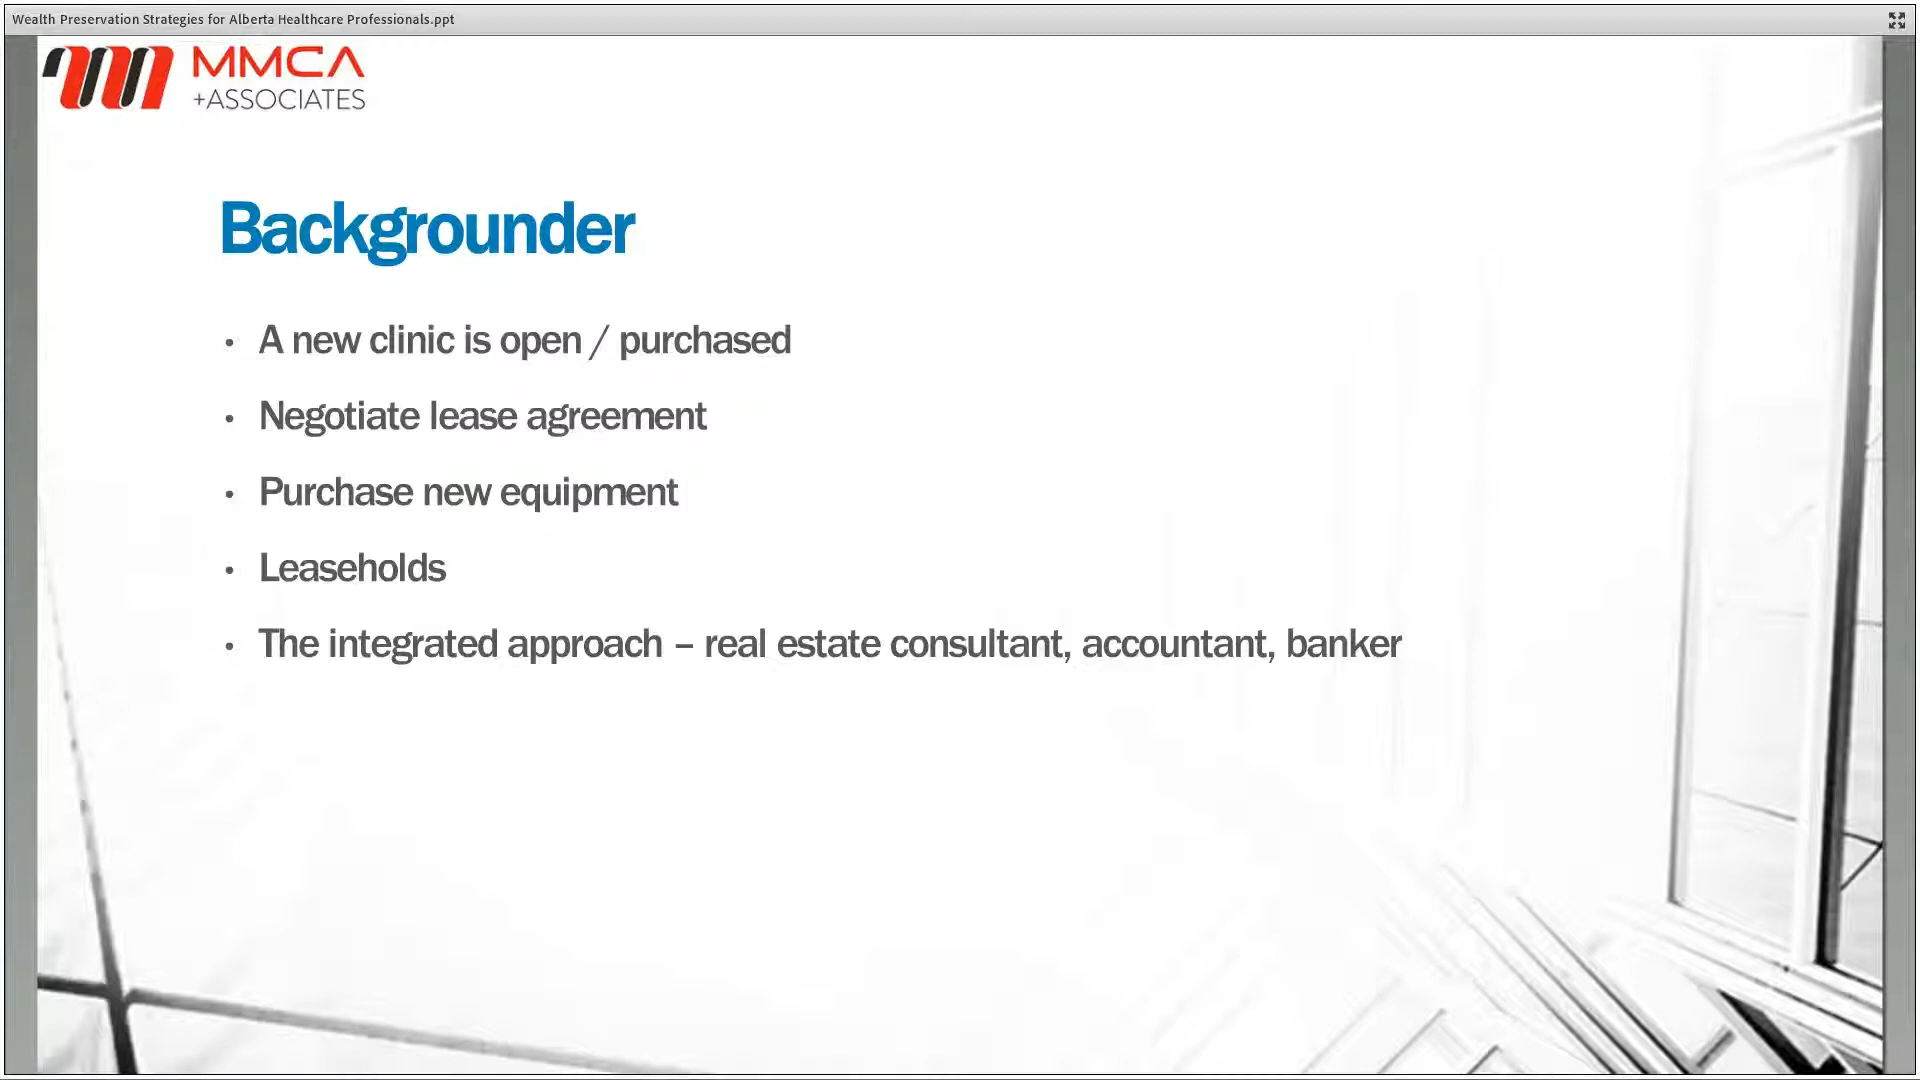 Wealth Preservation Strategies for Alberta Healthcare Professionals.ppt
MMCA
+ASSOCIATES
Backgrounder
• A new clinic is open / purchased
• Negotiate lease agreement
• Purchase new equipment
• Leaseholds
• The integrated approach – real estate consultant, accountant, banker